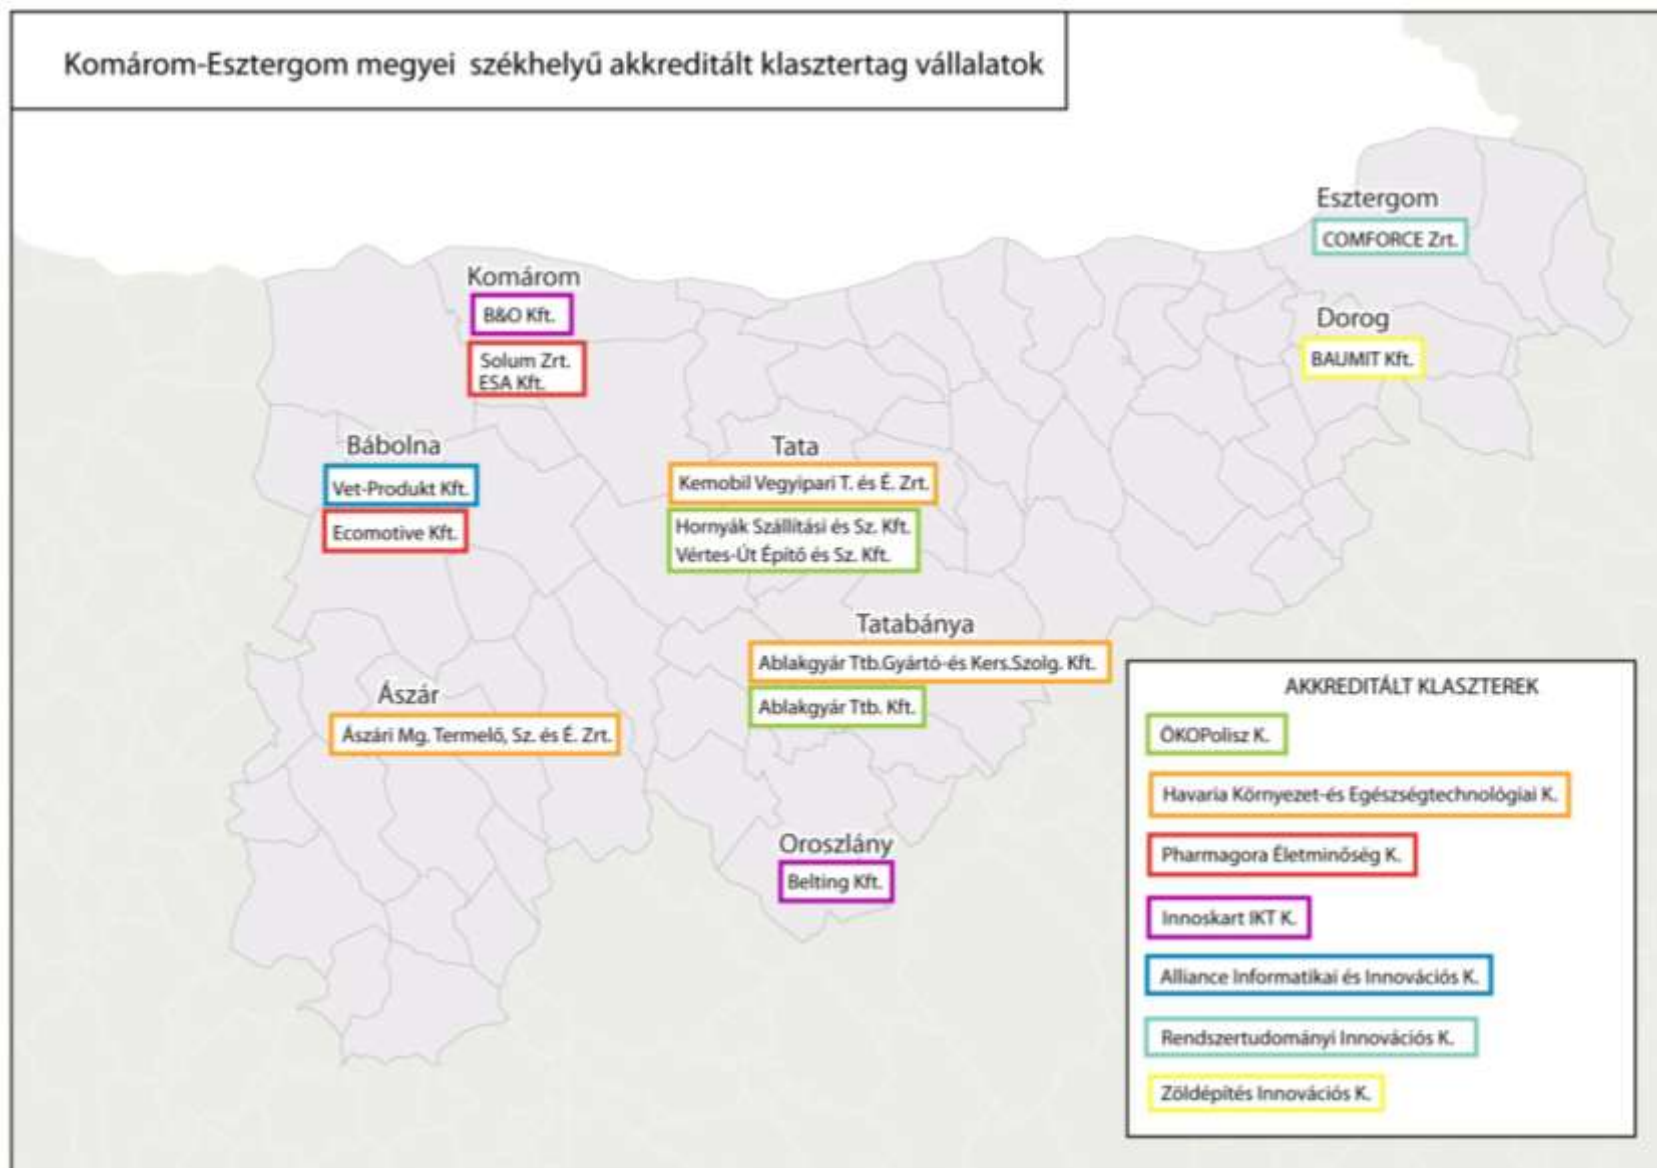 Komárom-Esztergom megyei székhelyű akkreditált klasztertag vállalatok
Esztergom
COMFORCE Zrt.
Komárom
B&O Kft.
Solum Zrt.
ESA Kft.
Dorog
BAUMIT Kft.
Bábolna
Vet-Produkt Kft.
Ecomotive Kft.
Tata
Kemobil Vegyipari T. és É. Zrt.
Hornyák Szállítási és Sz. Kft.
Vértes-Út Építő és Sz. Kft.
Tatabánya
Ablakgyár Ttb.Gyártó-és Kers.Szolg. Kft.
Ablakgyár Ttb. Kft.
Ászár
Ászári Mg. Termelő, Sz. és É. Zrt.
Oroszlány
Belting Kft.
AKKREDITÁLT KLASZTEREK
ÖKOPolisz K.
Havaria Környezet-és Egészségtechnológiai K.
Pharmagora Életminőség K.
Innoskart IKT K.
Alliance Informatikai és Innovációs K.
Rendszertudományi Innovációs K.
Zöldépítés Innovációs K.